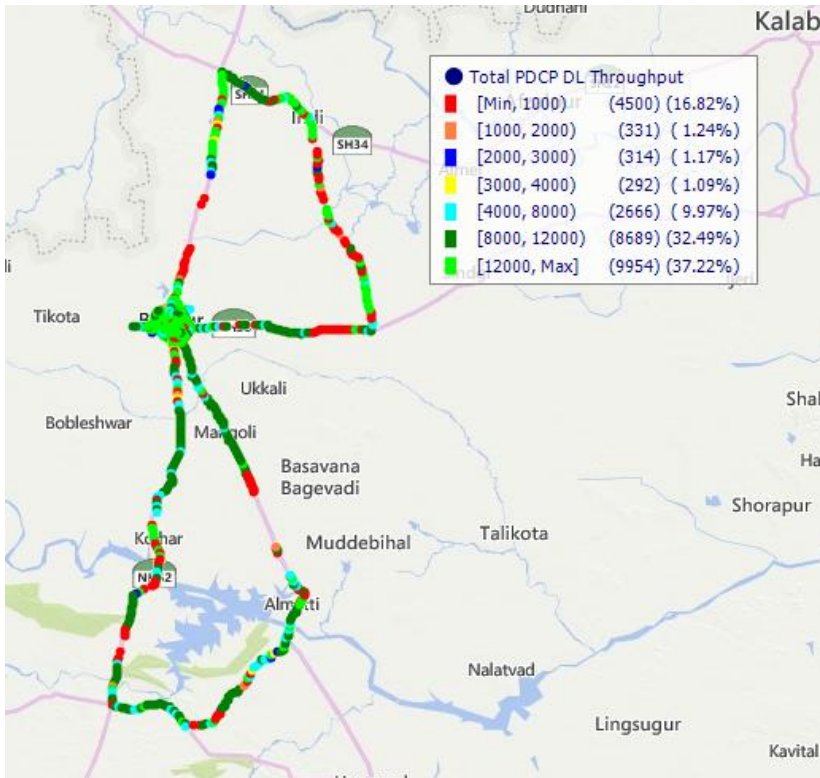 Dudhani
Kalab
Total PDCP DL Throughput
[Min, 1000) (4500) (16.82%)
[1000, 2000) (331) ( 1.24%)
[2000, 3000) (314) ( 1.17%)
[3000, 4000) (292) ( 1.09%)
[4000, 8000) (2666) ( 9.97%)
[8000, 12000) (8689) (32.49%)
[12000, Max] (9954) (37.22%)
Indi
SH34
Tikota
Ukkali
Bobleshwar
Shal
Basavana
Bagevadi
Ha
Shorapur
Talikota
Muddebihal
Nalatvad
Lingsugur
Kavital